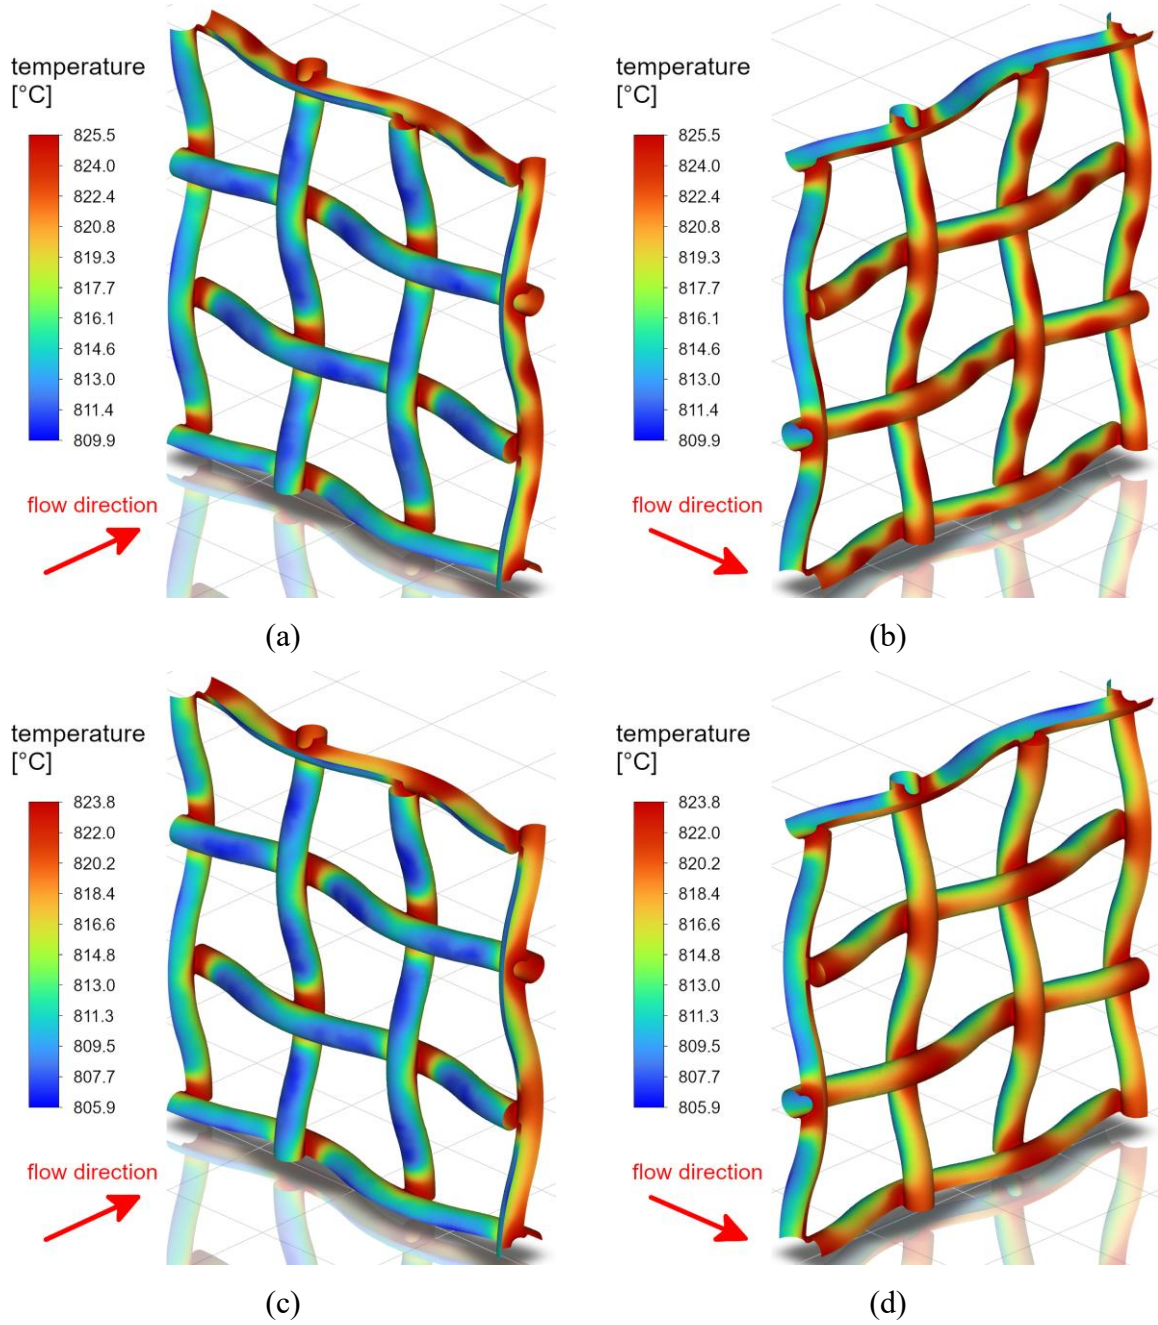 temperature
[°C]
825.5
824.0
822.4
820.8
819.3
817.7
816.1
814.6
813.0
811.4
809.9
flow direction
(a)
temperature
[°C]
825.5
824.0
822.4
820.8
819.3
817.7
816.1
814.6
813.0
811.4
809.9
flow direction
(b)
temperature
[°C]
823.8
822.0
820.2
818.4
816.6
814.8
813.0
811.3
809.5
807.7
805.9
flow direction
(c)
temperature
[°C]
823.8
822.0
820.2
818.4
816.6
814.8
813.0
811.3
809.5
807.7
805.9
flow direction
(d)